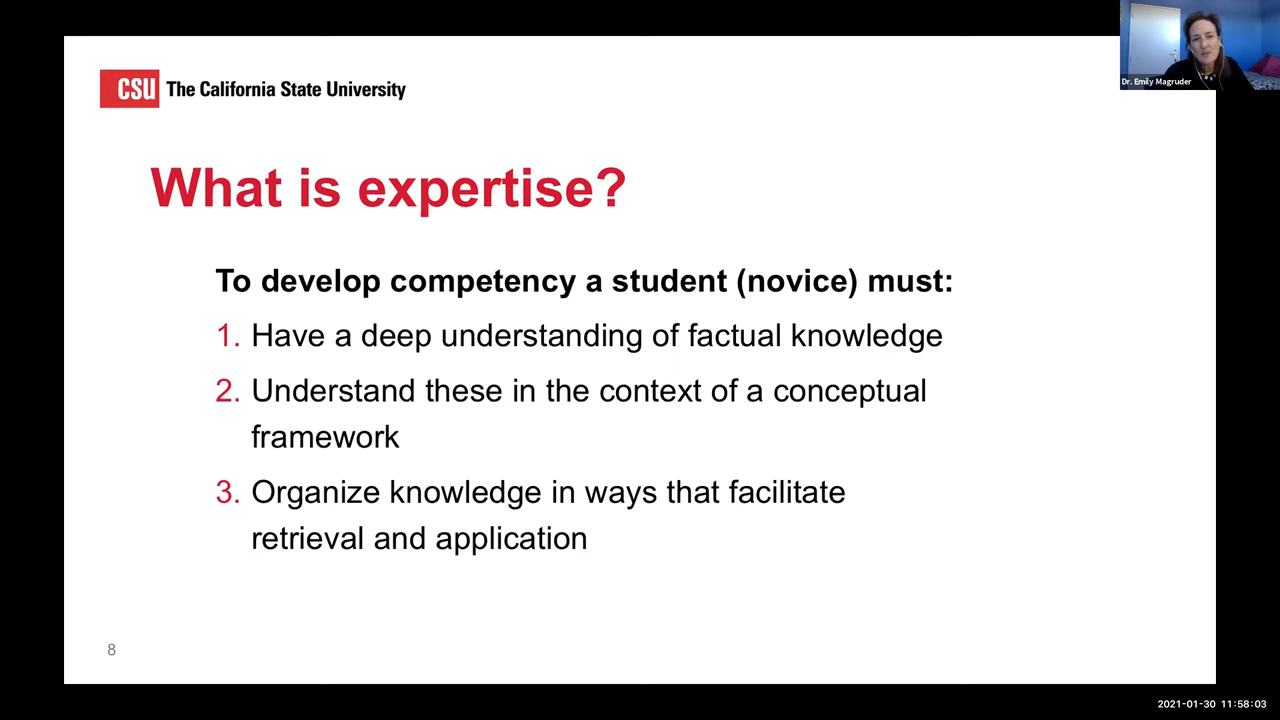 Dr. Emily Magruder
CSU The California State University
What is expertise?
To develop competency a student (novice) must:
1. Have a deep understanding of factual knowledge
2. Understand these in the context of a conceptual
framework
3. Organize knowledge in ways that facilitate
retrieval and application
8
2021-01-30 11:58:03